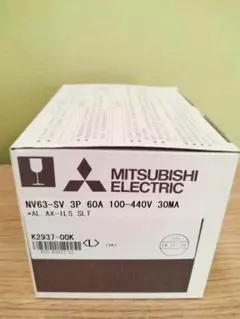 MITSUBISHI
ELECTRIC
NV63-SV 3P 60A 100-440V 30MA
*AL.AX-1LS SLT
K2937-00K
<L>